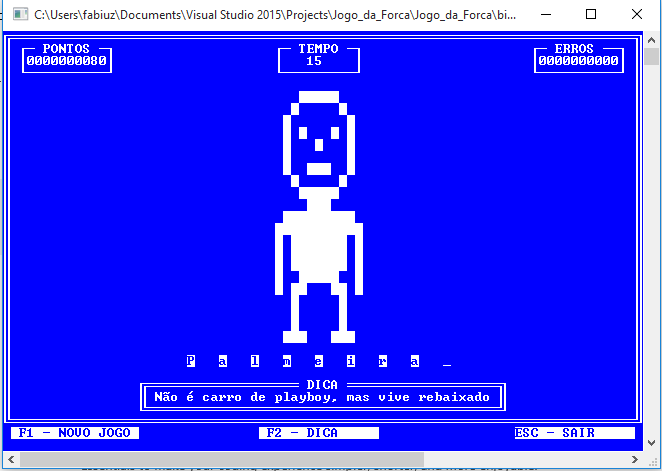 C:\Users\fabiuz\Documents\Visual Studio 2015\Projects\Jogo_da_Forca\Jogo_da_Forca\bi...
PONTOS TEMPO ERROS
0000000080 15 0000000000
P a l m e i r a _
DICA
Não é carro de playboy, mas vive rebaixado
F1 - NOVO JOGO F2 - DICA ESC - SAIR